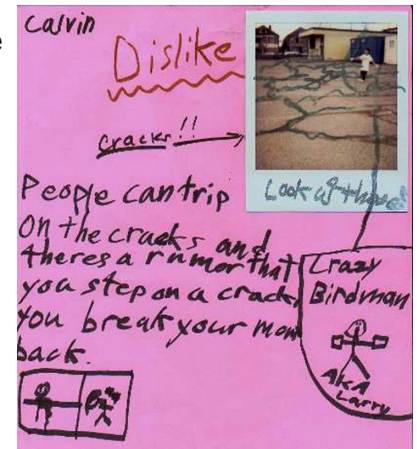 e
Calvin
Dislike
crackr!!
Look at these!
People can trip
on the cracks and
theres a rumor that
you step on a crack,
you break your mom
back.
Crazy
Birdman
AKA
Larry